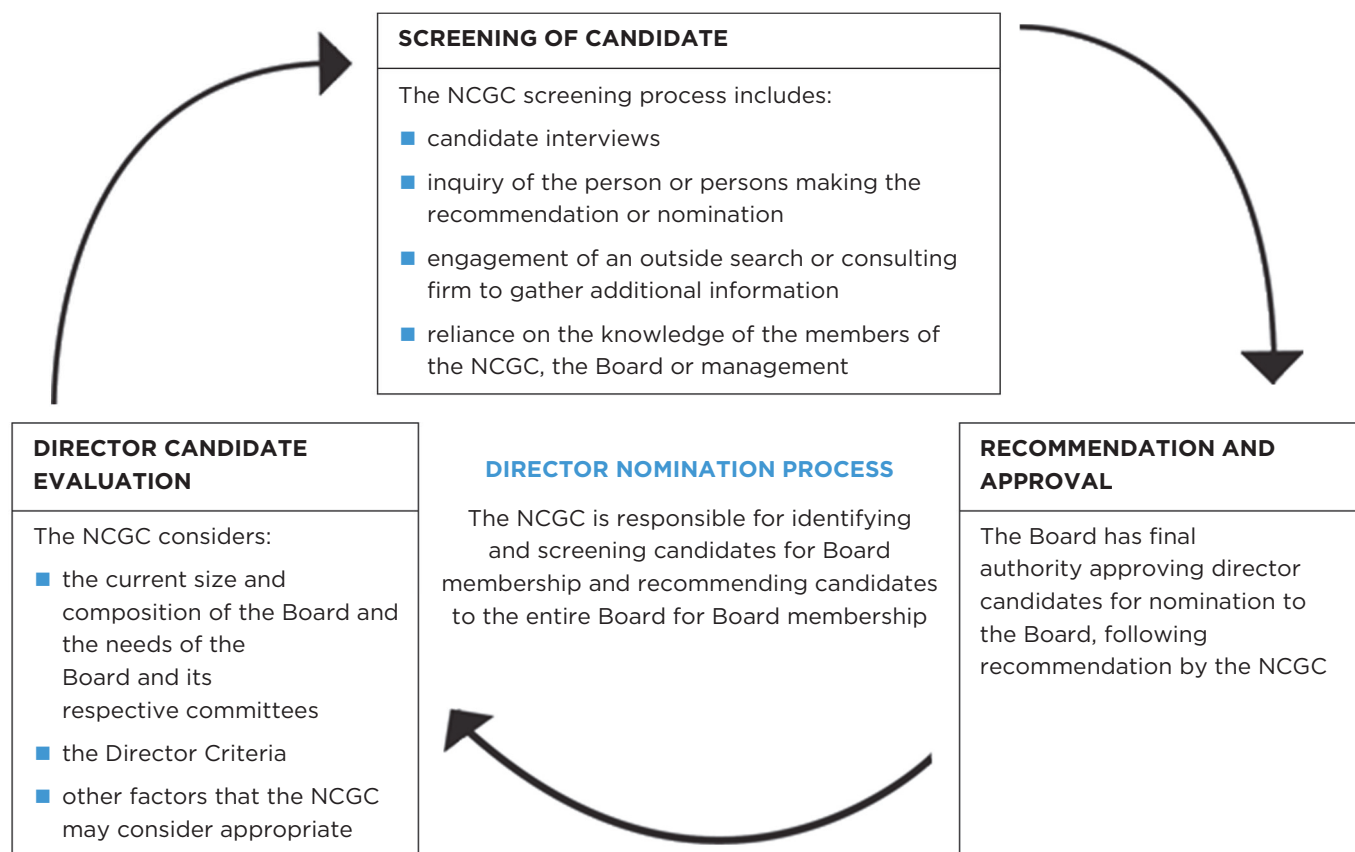 SCREENING OF CANDIDATE
The NCGC screening process includes:
candidate interviews
inquiry of the person or persons making the
recommendation or nomination
engagement of an outside search or consulting
firm to gather additional information
reliance on the knowledge of the members of
the NCGC, the Board or management
DIRECTOR CANDIDATE
EVALUATION
The NCGC considers:
the current size and
composition of the Board and
the needs of the
Board and its
respective committees
the Director Criteria
other factors that the NCGC
may consider appropriate
DIRECTOR NOMINATION PROCESS
The NCGC is responsible for identifying
and screening candidates for Board
membership and recommending candidates
to the entire Board for Board membership
RECOMMENDATION AND
APPROVAL
The Board has final
authority approving director
candidates for nomination to
the Board, following
recommendation by the NCGC